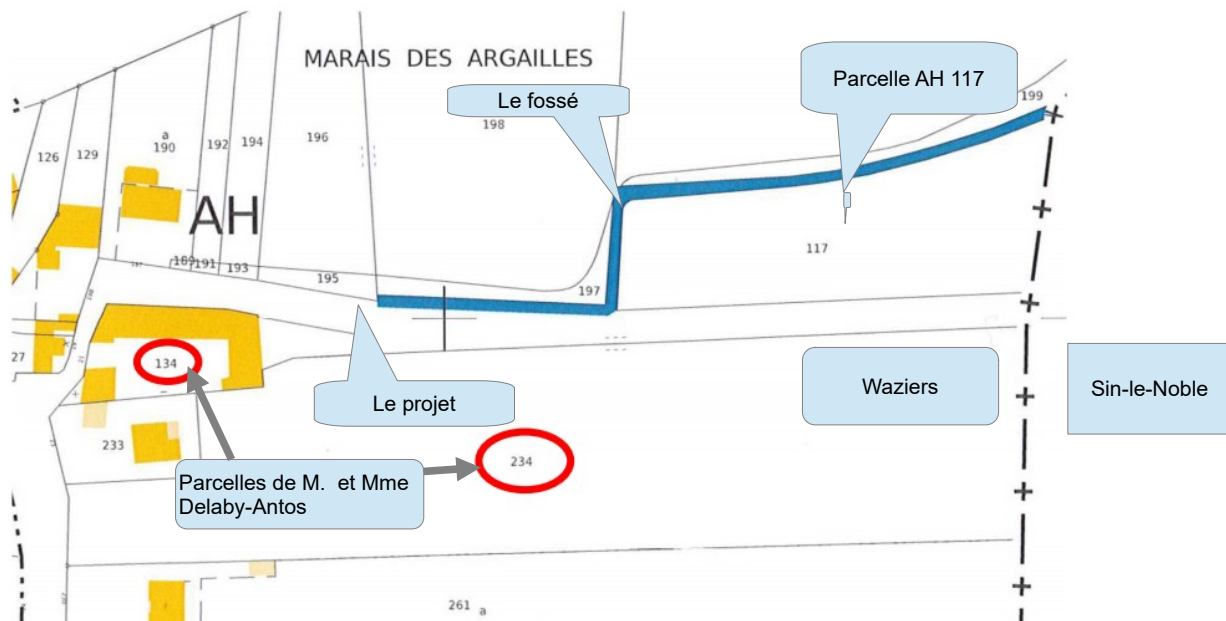 MARAIS DES ARGAILLES
Parcelle AH 117
Le fossé
199
198
a
190
192
194
196
126
129
AH
117
189
191
193
195
197
134
27
Le projet
Waziers
Sin-le-Noble
233
234
Parcelles de M. et Mme
Delaby-Antos
261 a